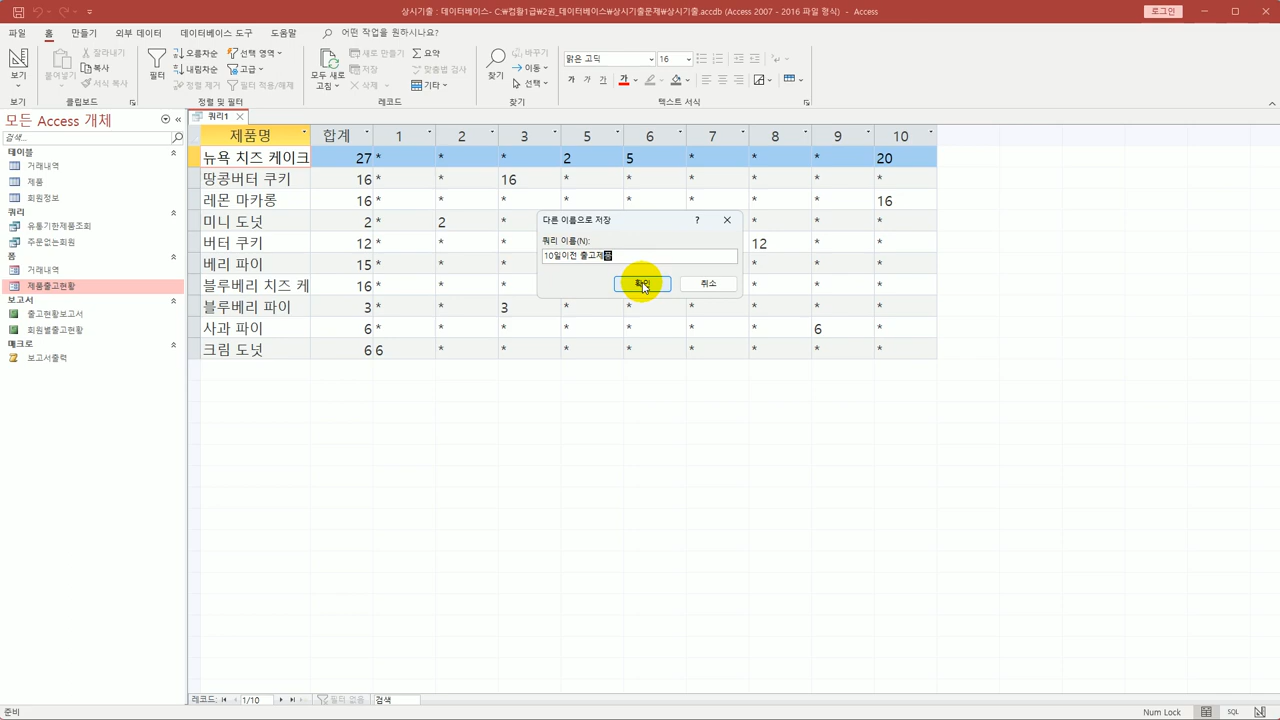 상시기출 : 데이터베이스- C:₩컴활1급₩2권_데이터베이스₩상시기출문제₩상시기출.accdb (Access 2007 - 2016 파일 형식) - Access
로그인
파일 홈 만들기 외부 데이터 데이터베이스 도구 도움말 어떤 작업을 원하시나요?
보기
보기
붙여넣기
잘라내기
복사
서식 복사
클립보드
필터
오름차순
내림차순
정렬 제거
선택 영역
고급
필터 적용/해제
정렬 및 필터
모두 새로 고침
새로 만들기
저장
삭제
요약
맞춤법 검사
기타
레코드
찾기
바꾸기
이동
선택
찾기
맑은 고딕 16
가 가 가 가
텍스트 서식
모든 Access 개체
검색...
테이블
거래내역
제품
회원정보
쿼리
유통기한제품조회
주문없는회원
폼
거래내역
제품출고현황
보고서
출고현황보고서
회원별출고현황
매크로
보고서출력
쿼리1
제품명 합계 1 2 3 5 6 7 8 9 10
뉴욕 치즈 케이크 27 * * * 2 5 * * * 20
땅콩버터 쿠키 16 * * 16 * * * * * *
레몬 마카롱 16 * * * * * * * * 16
미니 도넛 2 * 2 * * *
버터 쿠키 12 * * * 12 * *
베리 파이 15 * * * * *
블루베리 치즈 케 16 * * * * *
블루베리 파이 3 * * 3 * * * * * *
사과 파이 6 * * * * * * * 6 *
크림 도넛 6 6 * * * * * * * *
다른 이름으로 저장 ?
쿼리 이름(N):
10일이전 출고제품
확인 취소
레코드: 1/10 필터 없음 검색
준비
Num Lock SQL